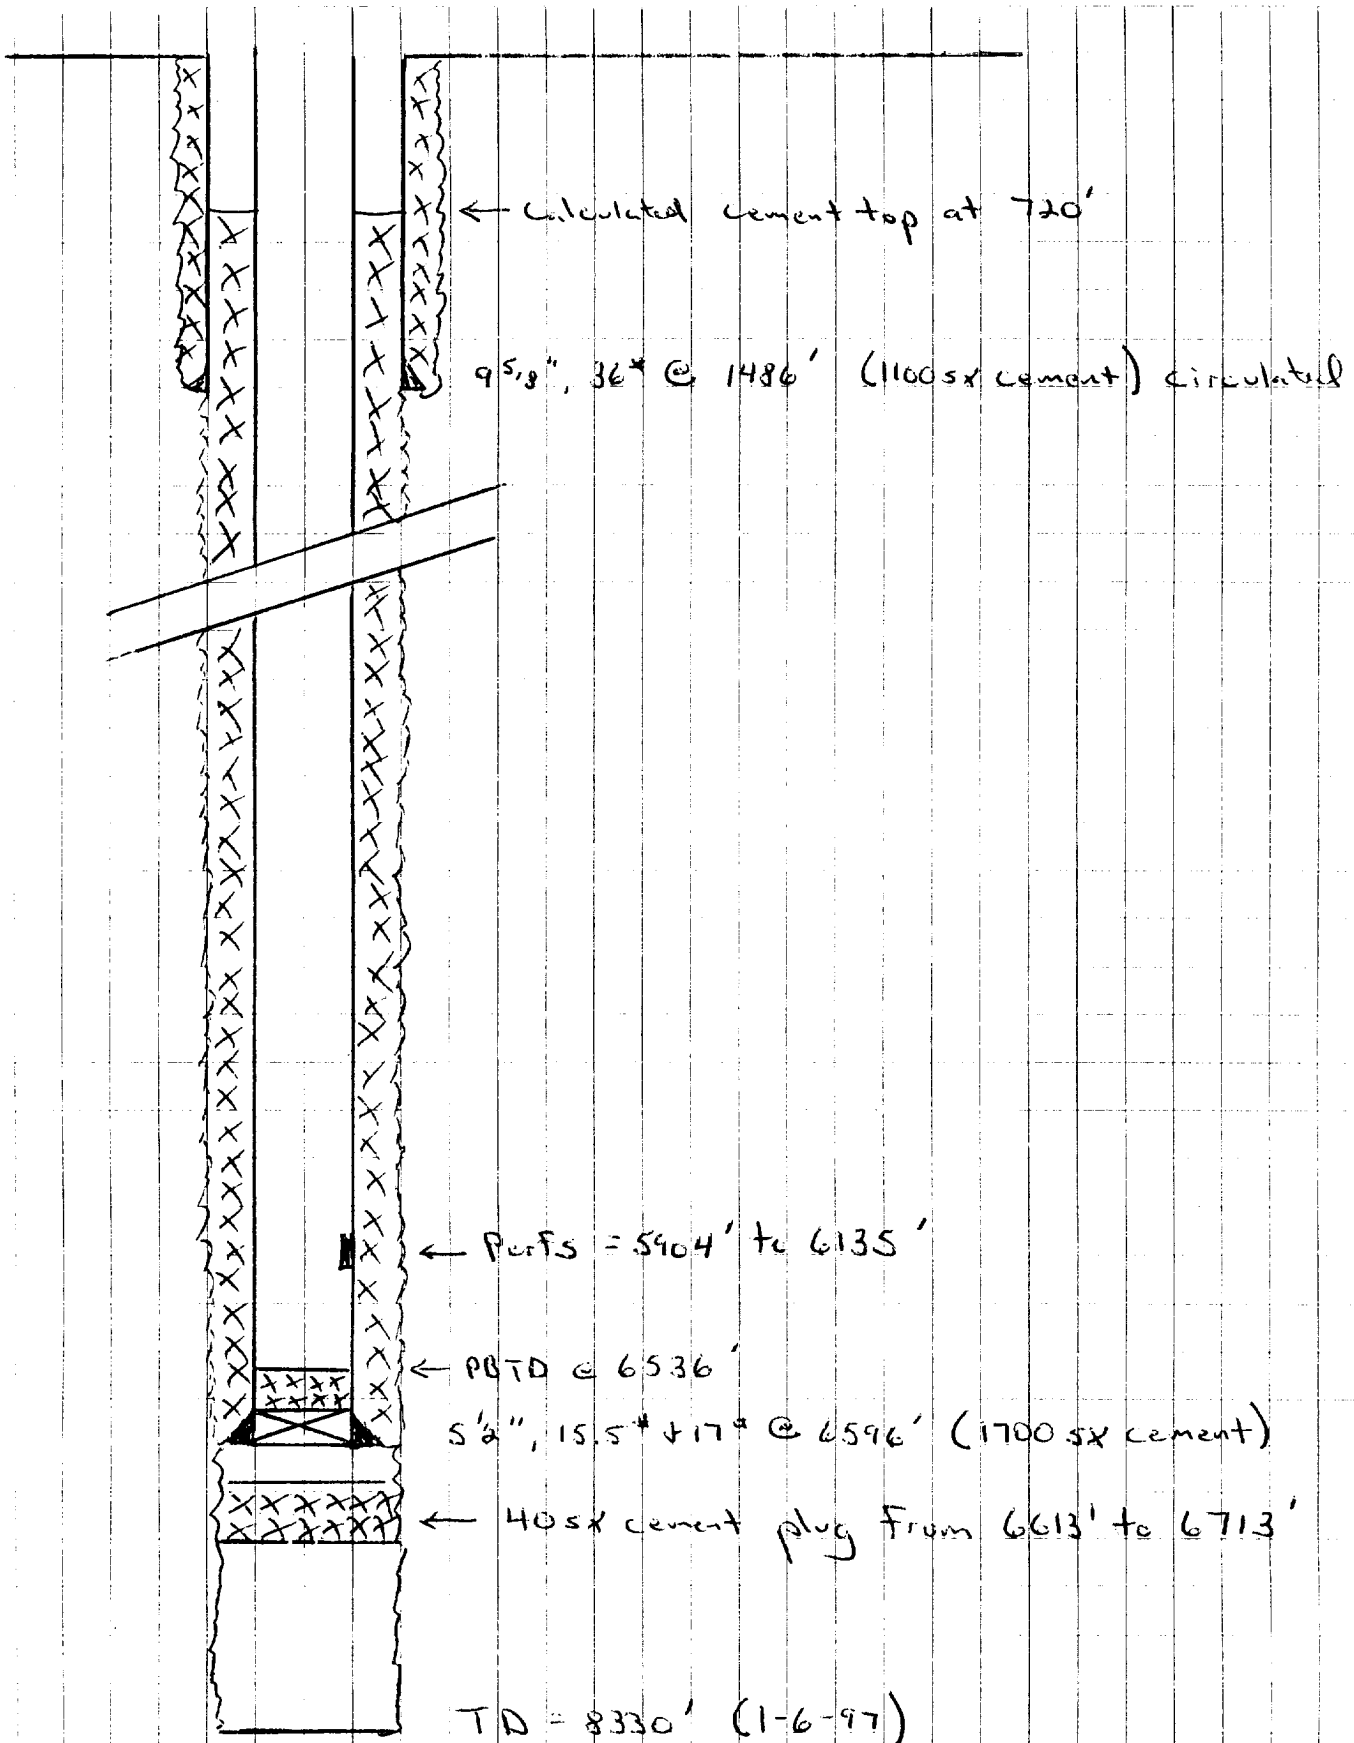 ← Calculated cement top at 720'
9 5/8", 36# @ 1486' (1100 sx cement) circulated
← Perfs = 5904' to 6135'
← PBTD @ 6536'
5 1/2", 15.5# & 17# @ 6596' (1700 sx cement)
← 40 sx cement plug from 6613' to 6713'
TD = 8330' (1-6-97)